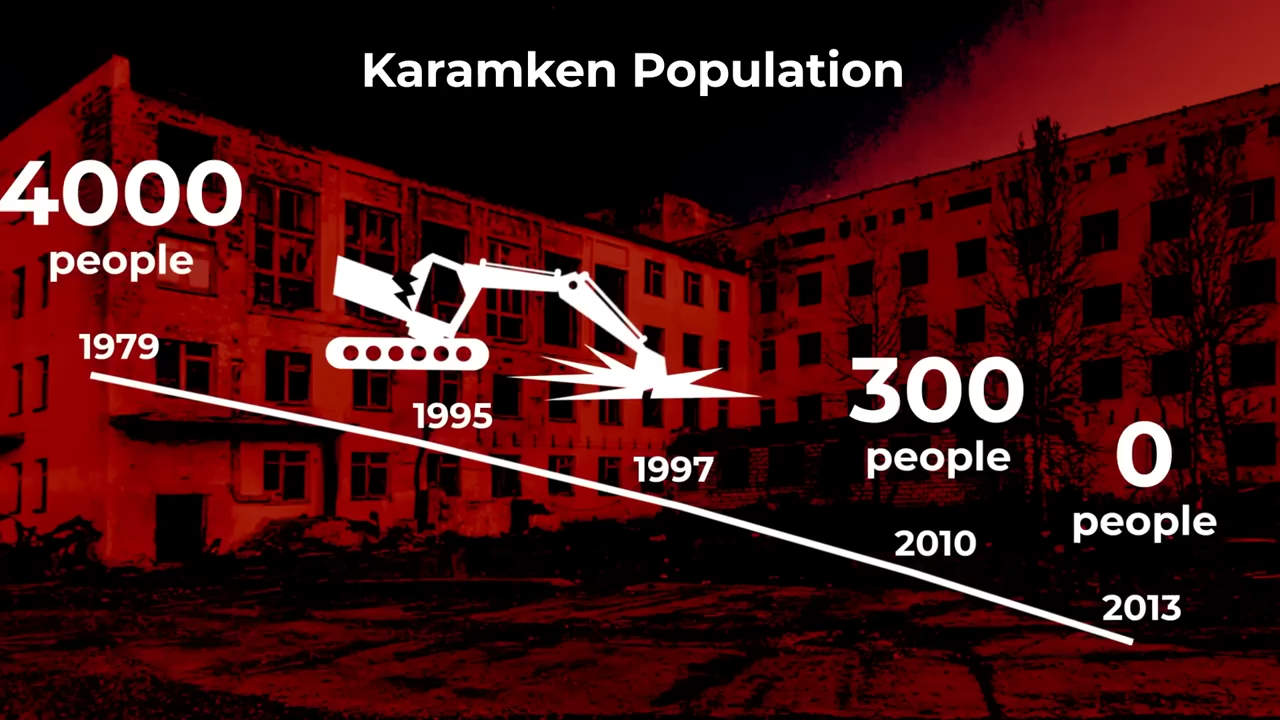 Karamken Population
4000
people
1979
1995
1997
300
people
2010
0
people
2013